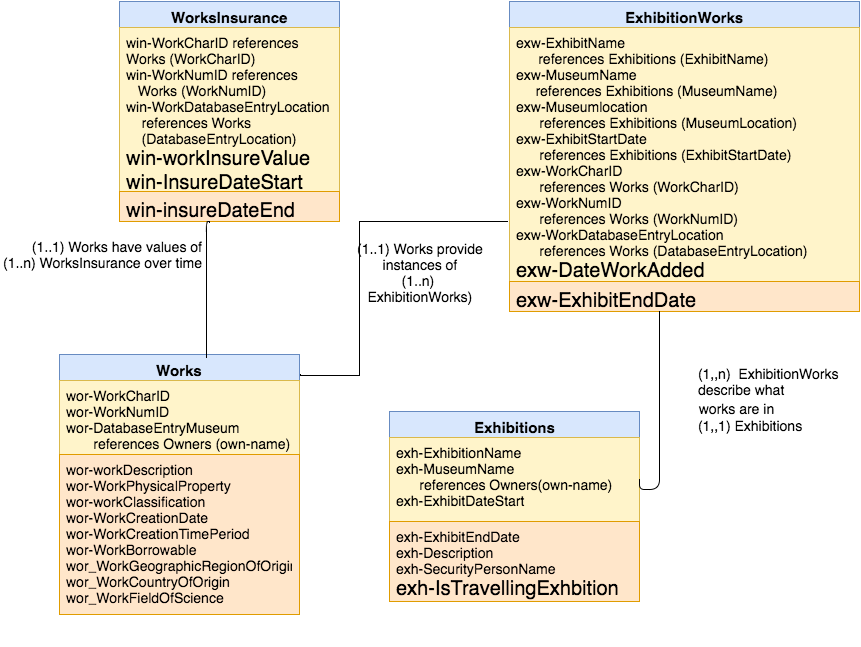 WorksInsurance
win-WorkCharID references
Works (WorkCharID)
win-WorkNumID references
Works (WorkNumID)
win-WorkDatabaseEntryLocation
references Works
(DatabaseEntryLocation)
win-workInsureValue
win-InsureDateStart
win-insureDateEnd
ExhibitionWorks
exw-ExhibitName
references Exhibitions (ExhibitName)
exw-MuseumName
references Exhibitions (MuseumName)
exw-Museumlocation
references Exhibitions (MuseumLocation)
exw-ExhibitStartDate
references Exhibitions (ExhibitStartDate)
exw-WorkCharID
references Works (WorkCharID)
exw-WorkNumID
references Works (WorkNumID)
exw-WorkDatabaseEntryLocation
references Works (DatabaseEntryLocation)
exw-DateWorkAdded
exw-ExhibitEndDate
(1..1) Works have values of
(1..n) WorksInsurance over time
(1..1) Works provide
instances of
(1..n)
ExhibitionWorks)
Works
wor-WorkCharID
wor-WorkNumID
wor-DatabaseEntryMuseum
references Owners (own-name)
wor-workDescription
wor-WorkPhysicalProperty
wor-workClassification
wor-WorkCreationDate
wor-WorkCreationTimePeriod
wor-WorkBorrowable
wor_WorkGeographicRegionOfOrigin
wor_WorkCountryOfOrigin
wor_WorkFieldOfScience
Exhibitions
exh-ExhibitionName
exh-MuseumName
references Owners(own-name)
exh-ExhibitDateStart
exh-ExhibitEndDate
exh-Description
exh-SecurityPersonName
exh-IsTravellingExhbition
(1,,n) ExhibitionWorks
describe what
works are in
(1,,1) Exhibitions